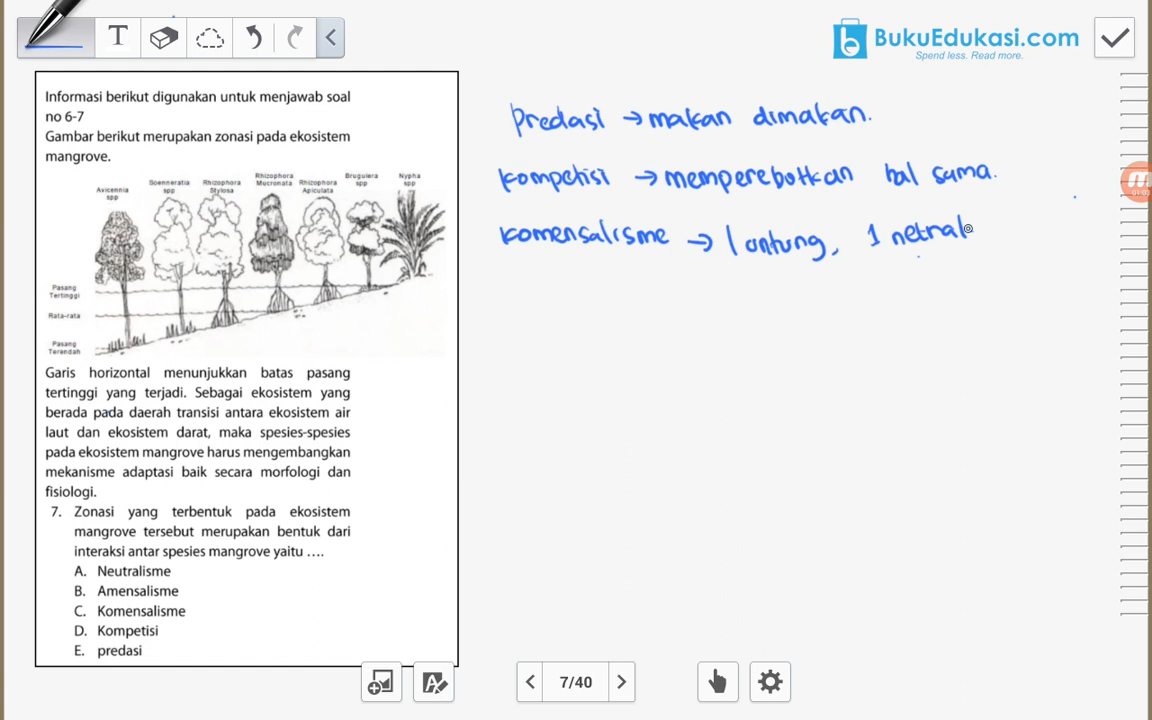 T
BukuEdukasi.com
Spend less. Read more.
Informasi berikut digunakan untuk menjawab soal
no 6-7
Gambar berikut merupakan zonasi pada ekosistem
mangrove.
Avicennia
spp
Soenneratia
spp
Rhizophora
Stylosa
Rhizophora
Mucronata
Rhizophora
Apiculata
Bruguiera
spp
Nypha
spp
Pasang
Tertinggi
Rata-rata
Pasang
Terendah
Garis horizontal menunjukkan batas pasang
tertinggi yang terjadi. Sebagai ekosistem yang
berada pada daerah transisi antara ekosistem air
laut dan ekosistem darat, maka spesies-spesies
pada ekosistem mangrove harus mengembangkan
mekanisme adaptasi baik secara morfologi dan
fisiologi.
7. Zonasi yang terbentuk pada ekosistem
mangrove tersebut merupakan bentuk dari
interaksi antar spesies mangrove yaitu ….
A. Neutralisme
B. Amensalisme
C. Komensalisme
D. Kompetisi
E. predasi
predasi → makan dimakan.
kompetisi → memperebutkan hal sama.
komensalisme → 1 untung, 1 netral
7/40